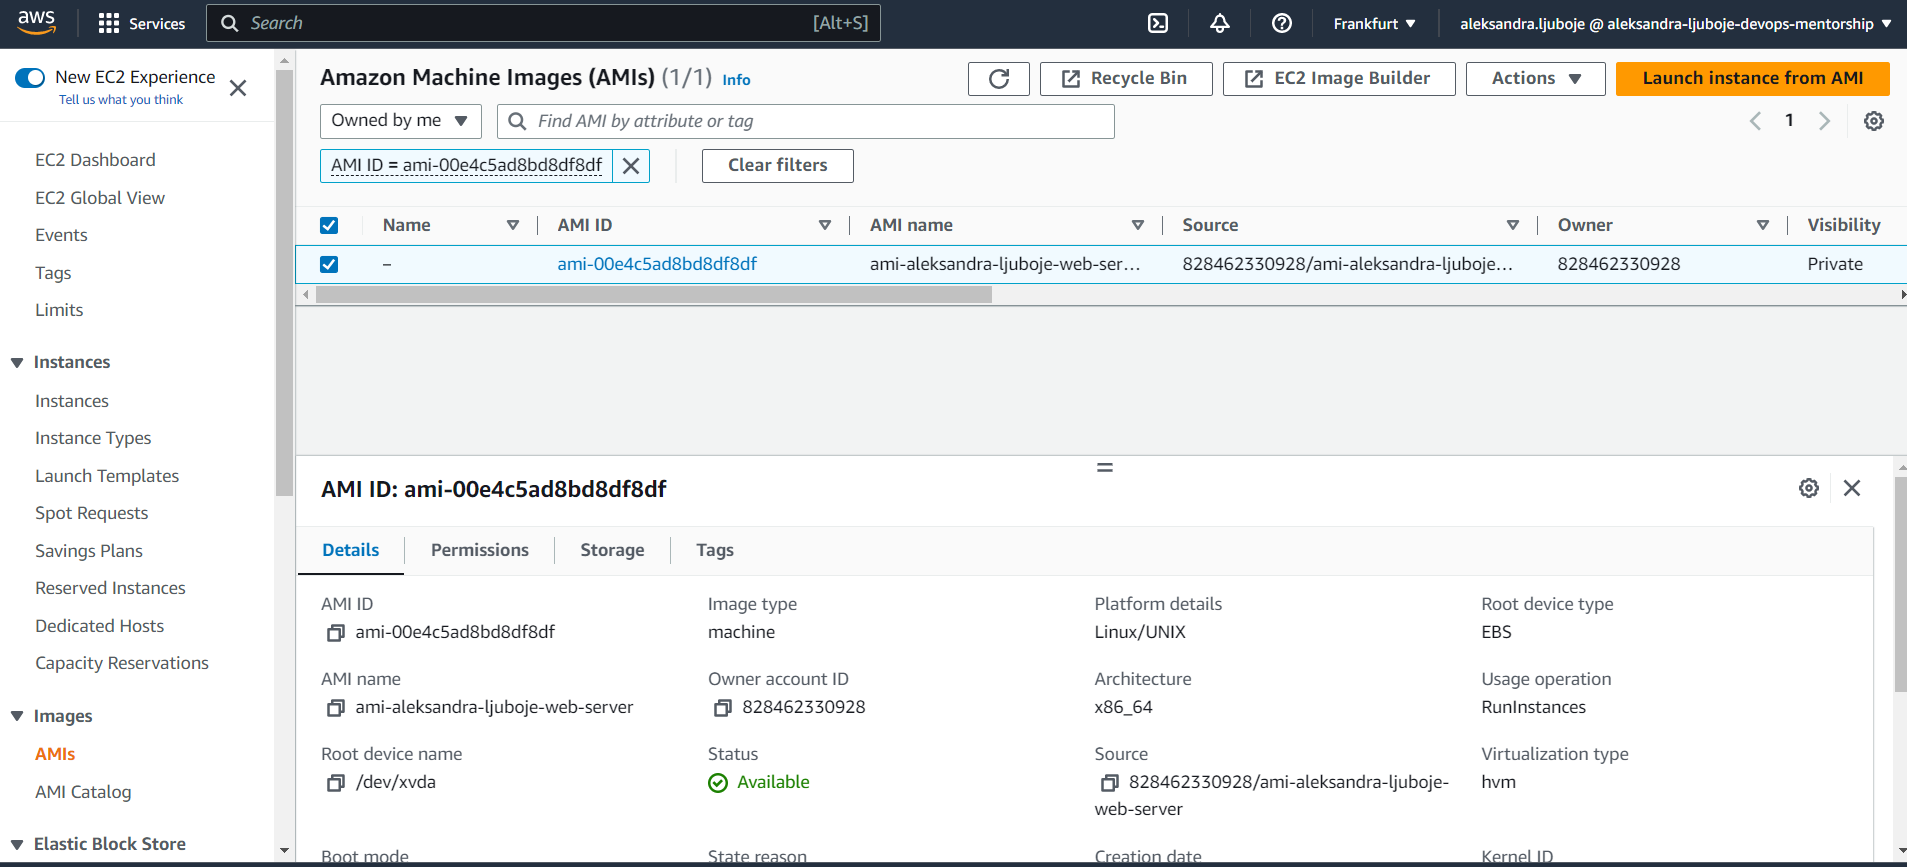 aws
Services
Search
[Alt+S]
Frankfurt
aleksandra.ljuboje @ aleksandra-ljuboje-devops-mentorship
New EC2 Experience
Tell us what you think
EC2 Dashboard
EC2 Global View
Events
Tags
Limits
Instances
Instances
Instance Types
Launch Templates
Spot Requests
Savings Plans
Reserved Instances
Dedicated Hosts
Capacity Reservations
Images
AMIs
AMI Catalog
Elastic Block Store
Amazon Machine Images (AMIs) (1/1) Info
Recycle Bin
EC2 Image Builder
Actions
Launch instance from AMI
Owned by me
Find AMI by attribute or tag
1
AMI ID = ami-00e4c5ad8bd8df8df
Clear filters
Name AMI ID AMI name Source Owner Visibility
– ami-00e4c5ad8bd8df8df ami-aleksandra-ljuboje-web-ser... 828462330928/ami-aleksandra-ljuboje... 828462330928 Private
AMI ID: ami-00e4c5ad8bd8df8df
Details Permissions Storage Tags
AMI ID Image type Platform details Root device type
ami-00e4c5ad8bd8df8df machine Linux/UNIX EBS
AMI name Owner account ID Architecture Usage operation
ami-aleksandra-ljuboje-web-server 828462330928 x86_64 RunInstances
Root device name Status Source Virtualization type
/dev/xvda Available 828462330928/ami-aleksandra-ljuboje- hvm
web-server
Boot mode State reason Creation date Kernel ID